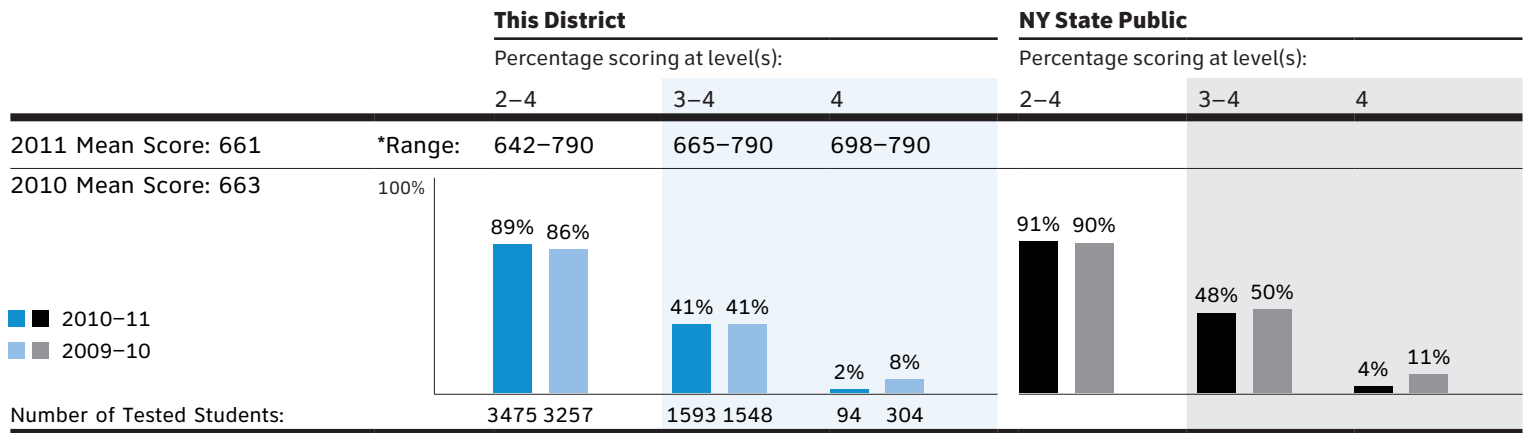 This District NY State Public
Percentage scoring at level(s): Percentage scoring at level(s):
2–4 3–4 4 2–4 3–4 4
2011 Mean Score: 661 *Range: 642–790 665–790 698–790
2010 Mean Score: 663 100%
89% 86% 41% 41% 2% 8% 91% 90% 48% 50% 4% 11%
2010–11
2009–10
Number of Tested Students: 3475 3257 1593 1548 94 304